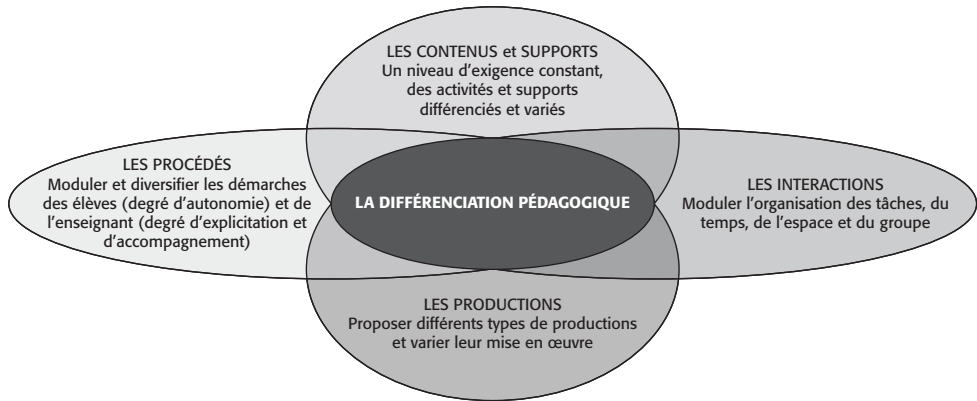 LES CONTENUS et SUPPORTS
Un niveau d'exigence constant,
des activités et supports
différenciés et variés
LES PROCÉDÉS
Moduler et diversifier les démarches
des élèves (degré d'autonomie) et de
l'enseignant (degré d'explicitation et
d'accompagnement)
LA DIFFÉRENCIATION PÉDAGOGIQUE
LES INTERACTIONS
Moduler l'organisation des tâches, du
temps, de l'espace et du groupe
LES PRODUCTIONS
Proposer différents types de productions
et varier leur mise en œuvre